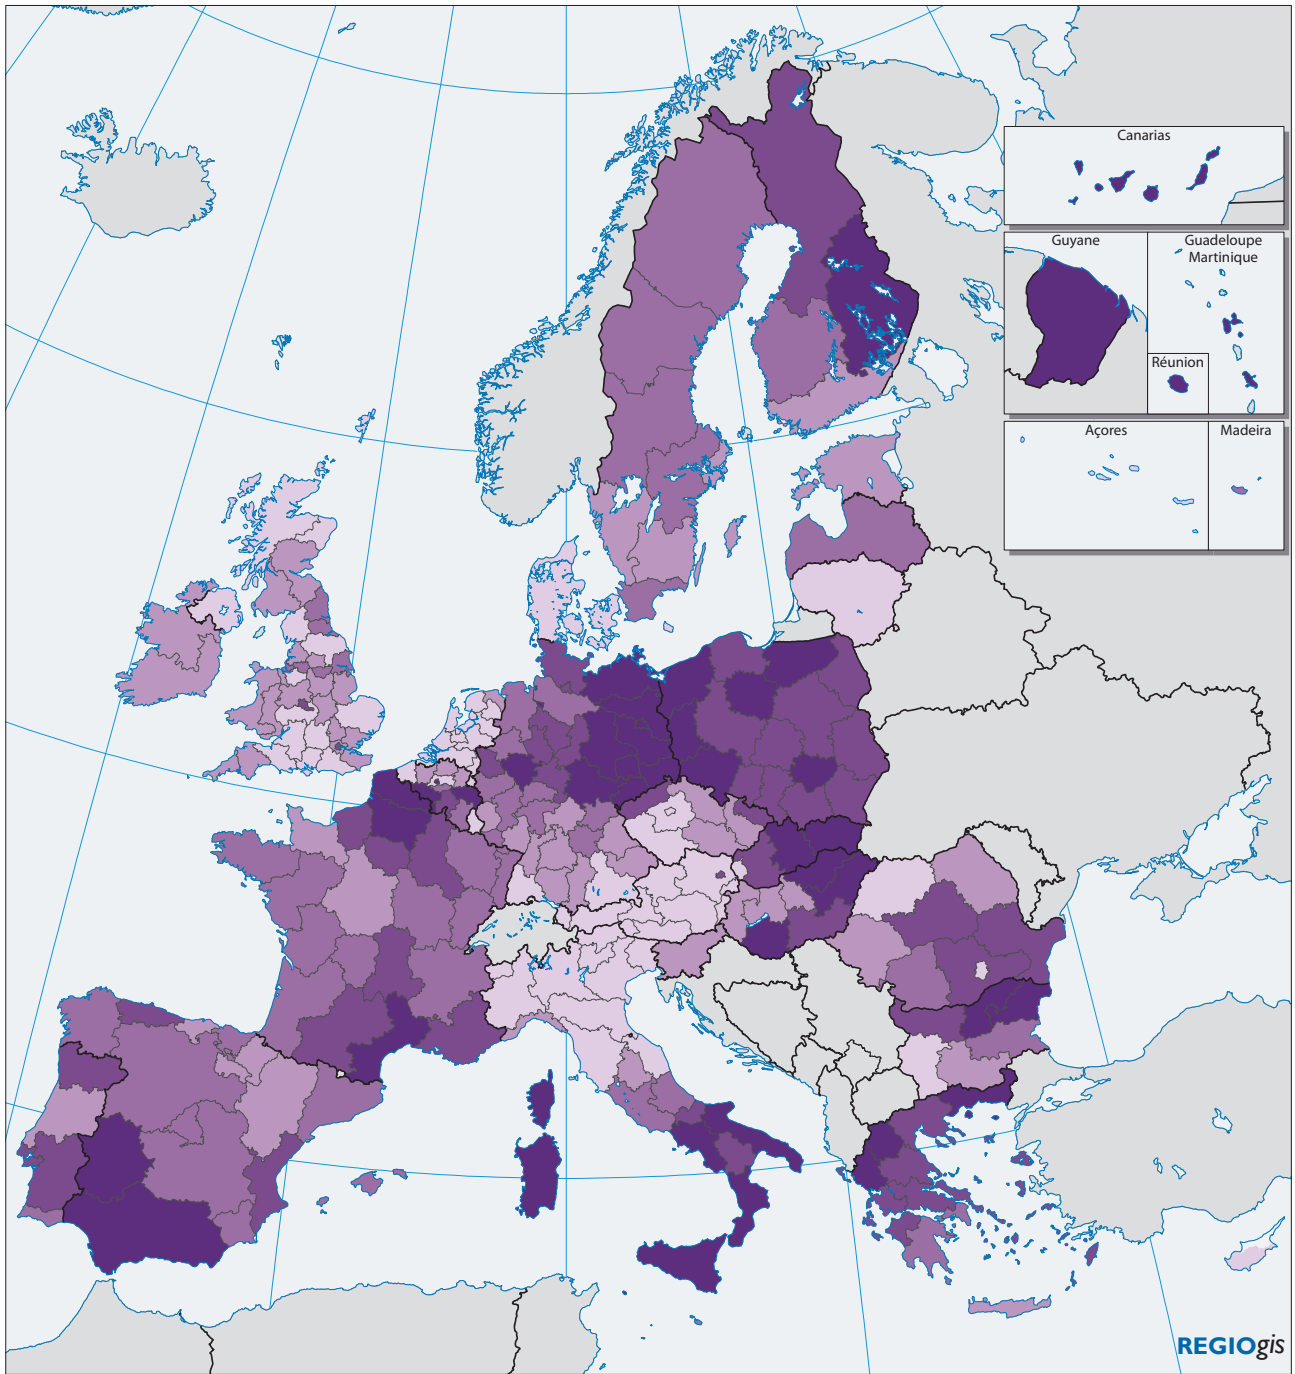 Canarias
Guyane
Guadeloupe
Martinique
Réunion
Açores
Madeira
REGIOgis